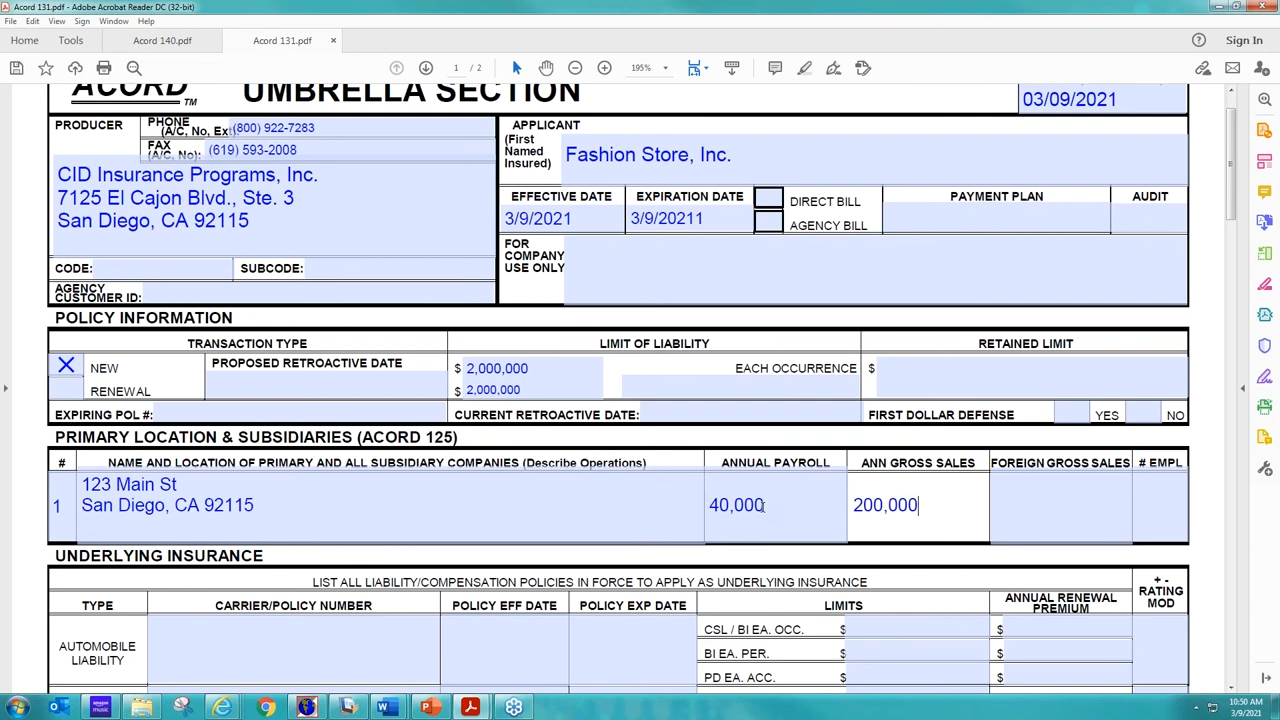 Acord 131.pdf - Adobe Acrobat Reader DC (32-bit)
File Edit View Sign Window Help
Home Tools Acord 140.pdf Acord 131.pdf × Sign In
1 / 2 195%
ACORD TM UMBRELLA SECTION 03/09/2021
PRODUCER PHONE (A/C, No, Ext): (800) 922-7283
FAX (A/C, No): (619) 593-2008
CID Insurance Programs, Inc.
7125 El Cajon Blvd., Ste. 3
San Diego, CA 92115
CODE: SUBCODE:
AGENCY
CUSTOMER ID:
APPLICANT
(First
Named
Insured)
Fashion Store, Inc.
EFFECTIVE DATE EXPIRATION DATE DIRECT BILL PAYMENT PLAN AUDIT
3/9/2021 3/9/20211 AGENCY BILL
FOR
COMPANY
USE ONLY
POLICY INFORMATION
TRANSACTION TYPE LIMIT OF LIABILITY RETAINED LIMIT
X NEW PROPOSED RETROACTIVE DATE $ 2,000,000 EACH OCCURRENCE $
RENEWAL $ 2,000,000
EXPIRING POL #: CURRENT RETROACTIVE DATE: FIRST DOLLAR DEFENSE YES NO
PRIMARY LOCATION & SUBSIDIARIES (ACORD 125)
# NAME AND LOCATION OF PRIMARY AND ALL SUBSIDIARY COMPANIES (Describe Operations) ANNUAL PAYROLL ANN GROSS SALES FOREIGN GROSS SALES # EMPL
123 Main St
1 San Diego, CA 92115 40,000 200,000
UNDERLYING INSURANCE
LIST ALL LIABILITY/COMPENSATION POLICIES IN FORCE TO APPLY AS UNDERLYING INSURANCE
TYPE CARRIER/POLICY NUMBER POLICY EFF DATE POLICY EXP DATE LIMITS ANNUAL RENEWAL PREMIUM + - RATING MOD
AUTOMOBILE
LIABILITY
CSL / BI EA. OCC. $ $
BI EA. PER. $ $
PD EA. ACC. $ $
amazon music
10:50 AM
3/9/2021